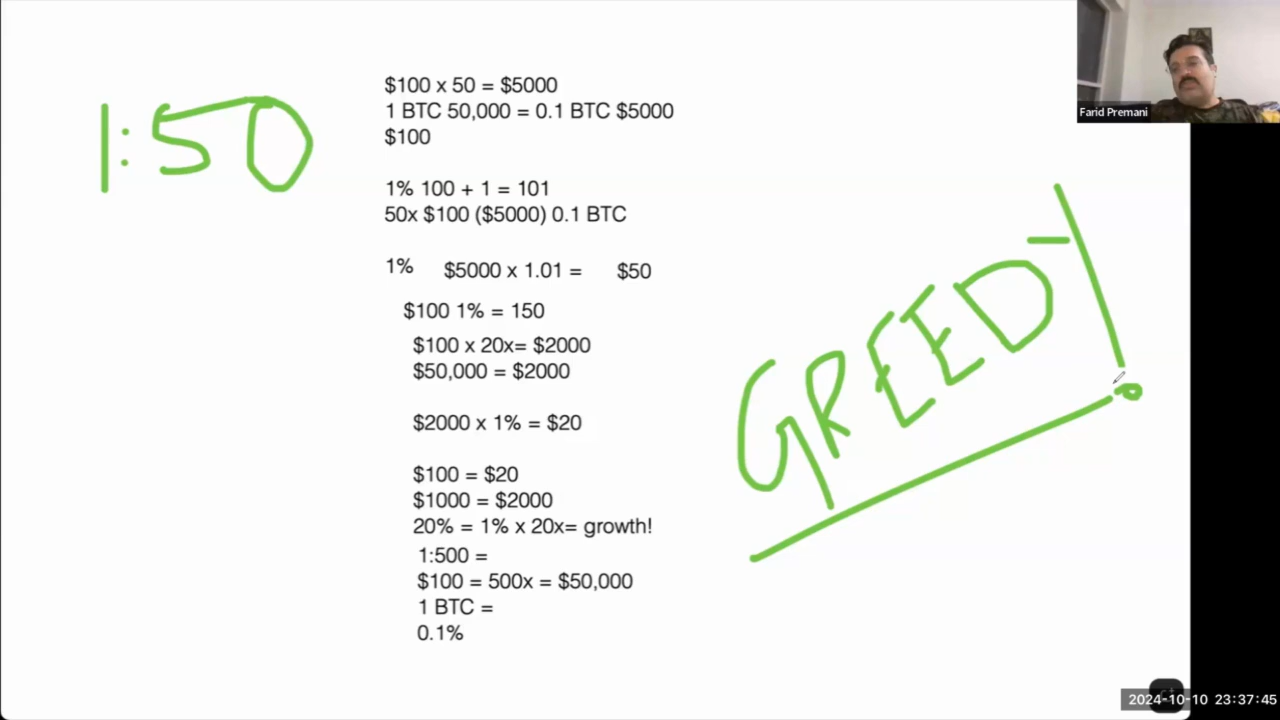 1:50
$100 x 50 = $5000
1 BTC 50,000 = 0.1 BTC $5000
$100
1% 100 + 1 = 101
50x $100 ($5000) 0.1 BTC
1% $5000 x 1.01 = $50
$100 1% = 150
$100 x 20x= $2000
$50,000 = $2000
$2000 x 1% = $20
$100 = $20
$1000 = $2000
20% = 1% x 20x= growth!
1:500 =
$100 = 500x = $50,000
1 BTC =
0.1%
GREED!
Farid Premani
2024-10-10 23:37:45